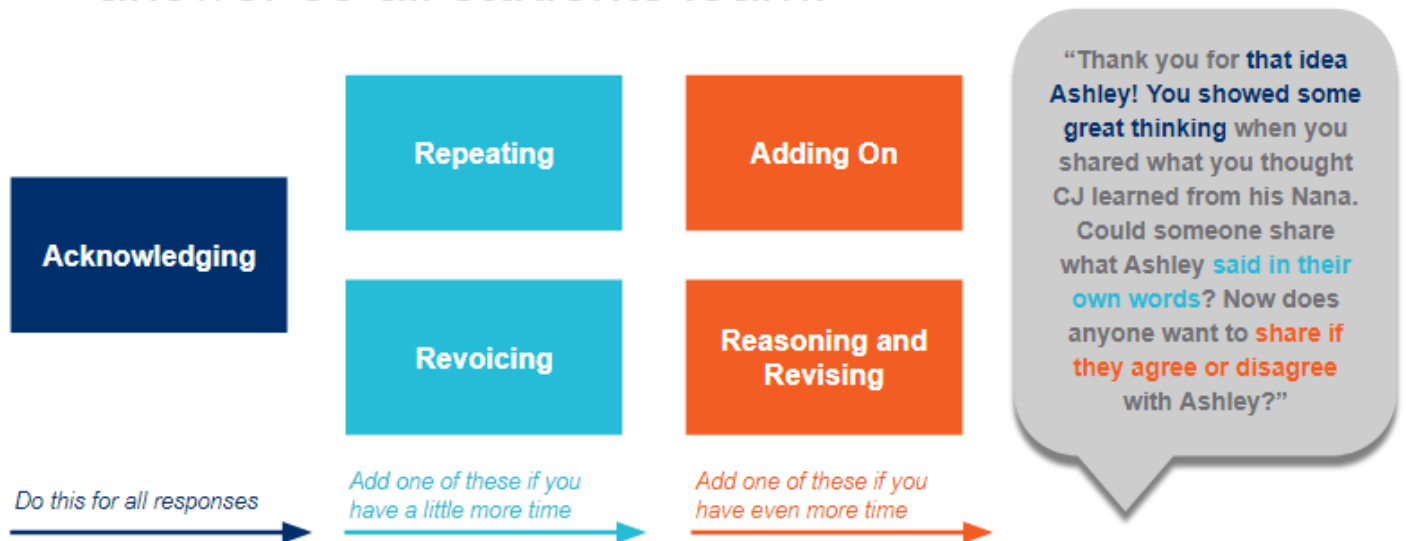 Acknowledging
Do this for all responses
Repeating
Revoicing
Add one of these if you
have a little more time
Adding On
Reasoning and
Revising
Add one of these if you
have even more time
“Thank you for that idea
Ashley! You showed some
great thinking when you
shared what you thought
CJ learned from his Nana.
Could someone share
what Ashley said in their
own words? Now does
anyone want to share if
they agree or disagree
with Ashley?”